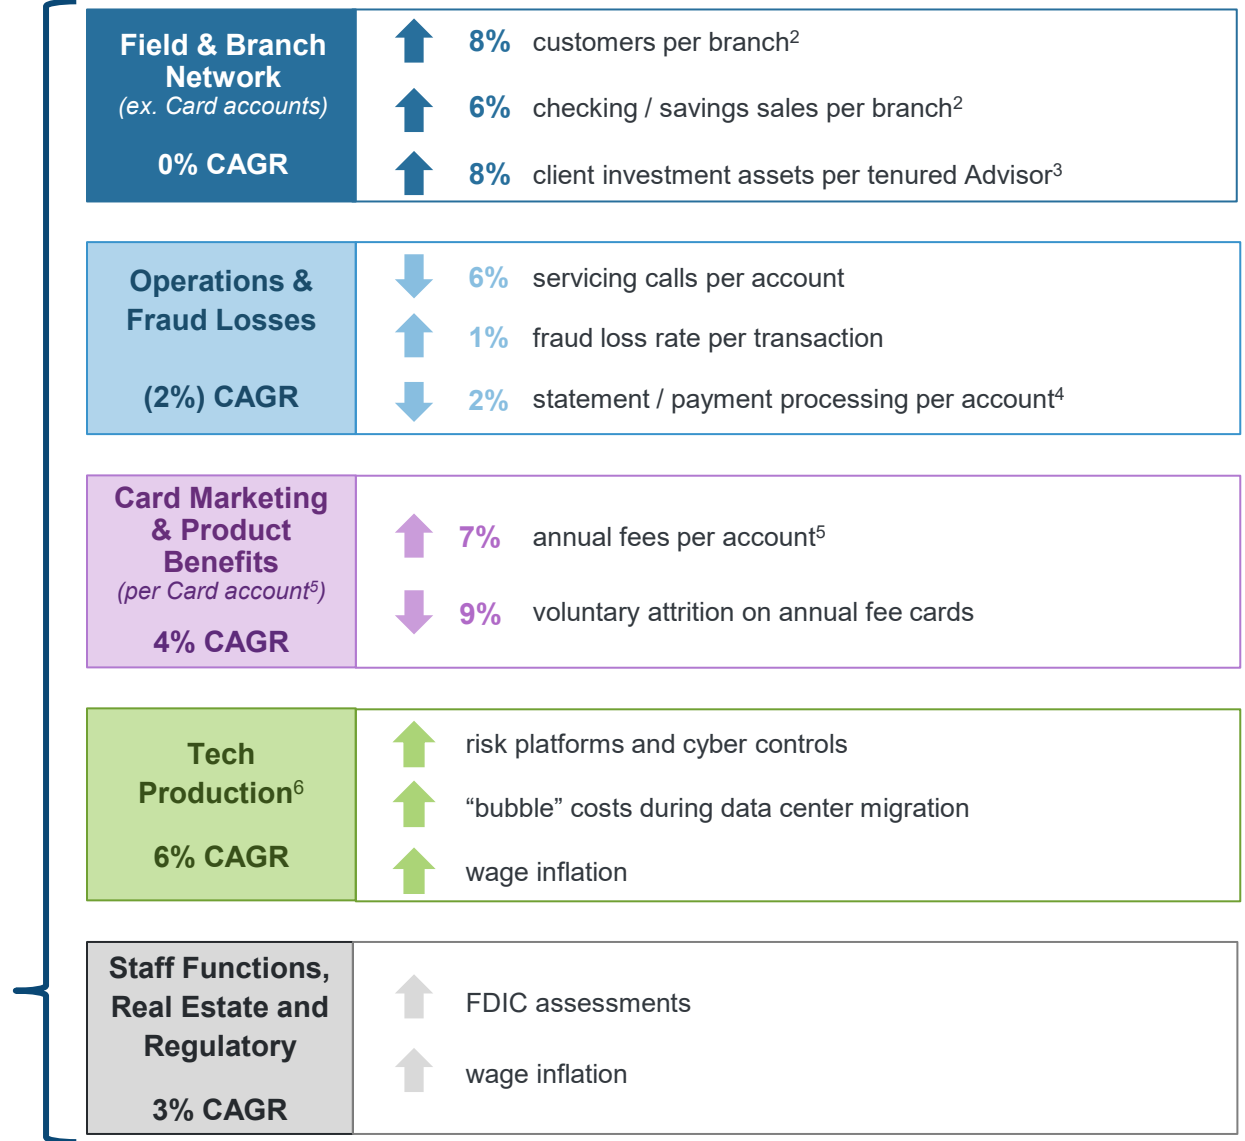 Field & Branch
Network
(ex. Card accounts)
0% CAGR
8% customers per branch²
6% checking / savings sales per branch²
8% client investment assets per tenured Advisor³
Operations &
Fraud Losses
(2%) CAGR
6% servicing calls per account
1% fraud loss rate per transaction
2% statement / payment processing per account⁴
Card Marketing
& Product
Benefits
(per Card account⁵)
4% CAGR
7% annual fees per account⁵
9% voluntary attrition on annual fee cards
Tech
Production⁶
6% CAGR
risk platforms and cyber controls
“bubble” costs during data center migration
wage inflation
Staff Functions,
Real Estate and
Regulatory
3% CAGR
FDIC assessments
wage inflation